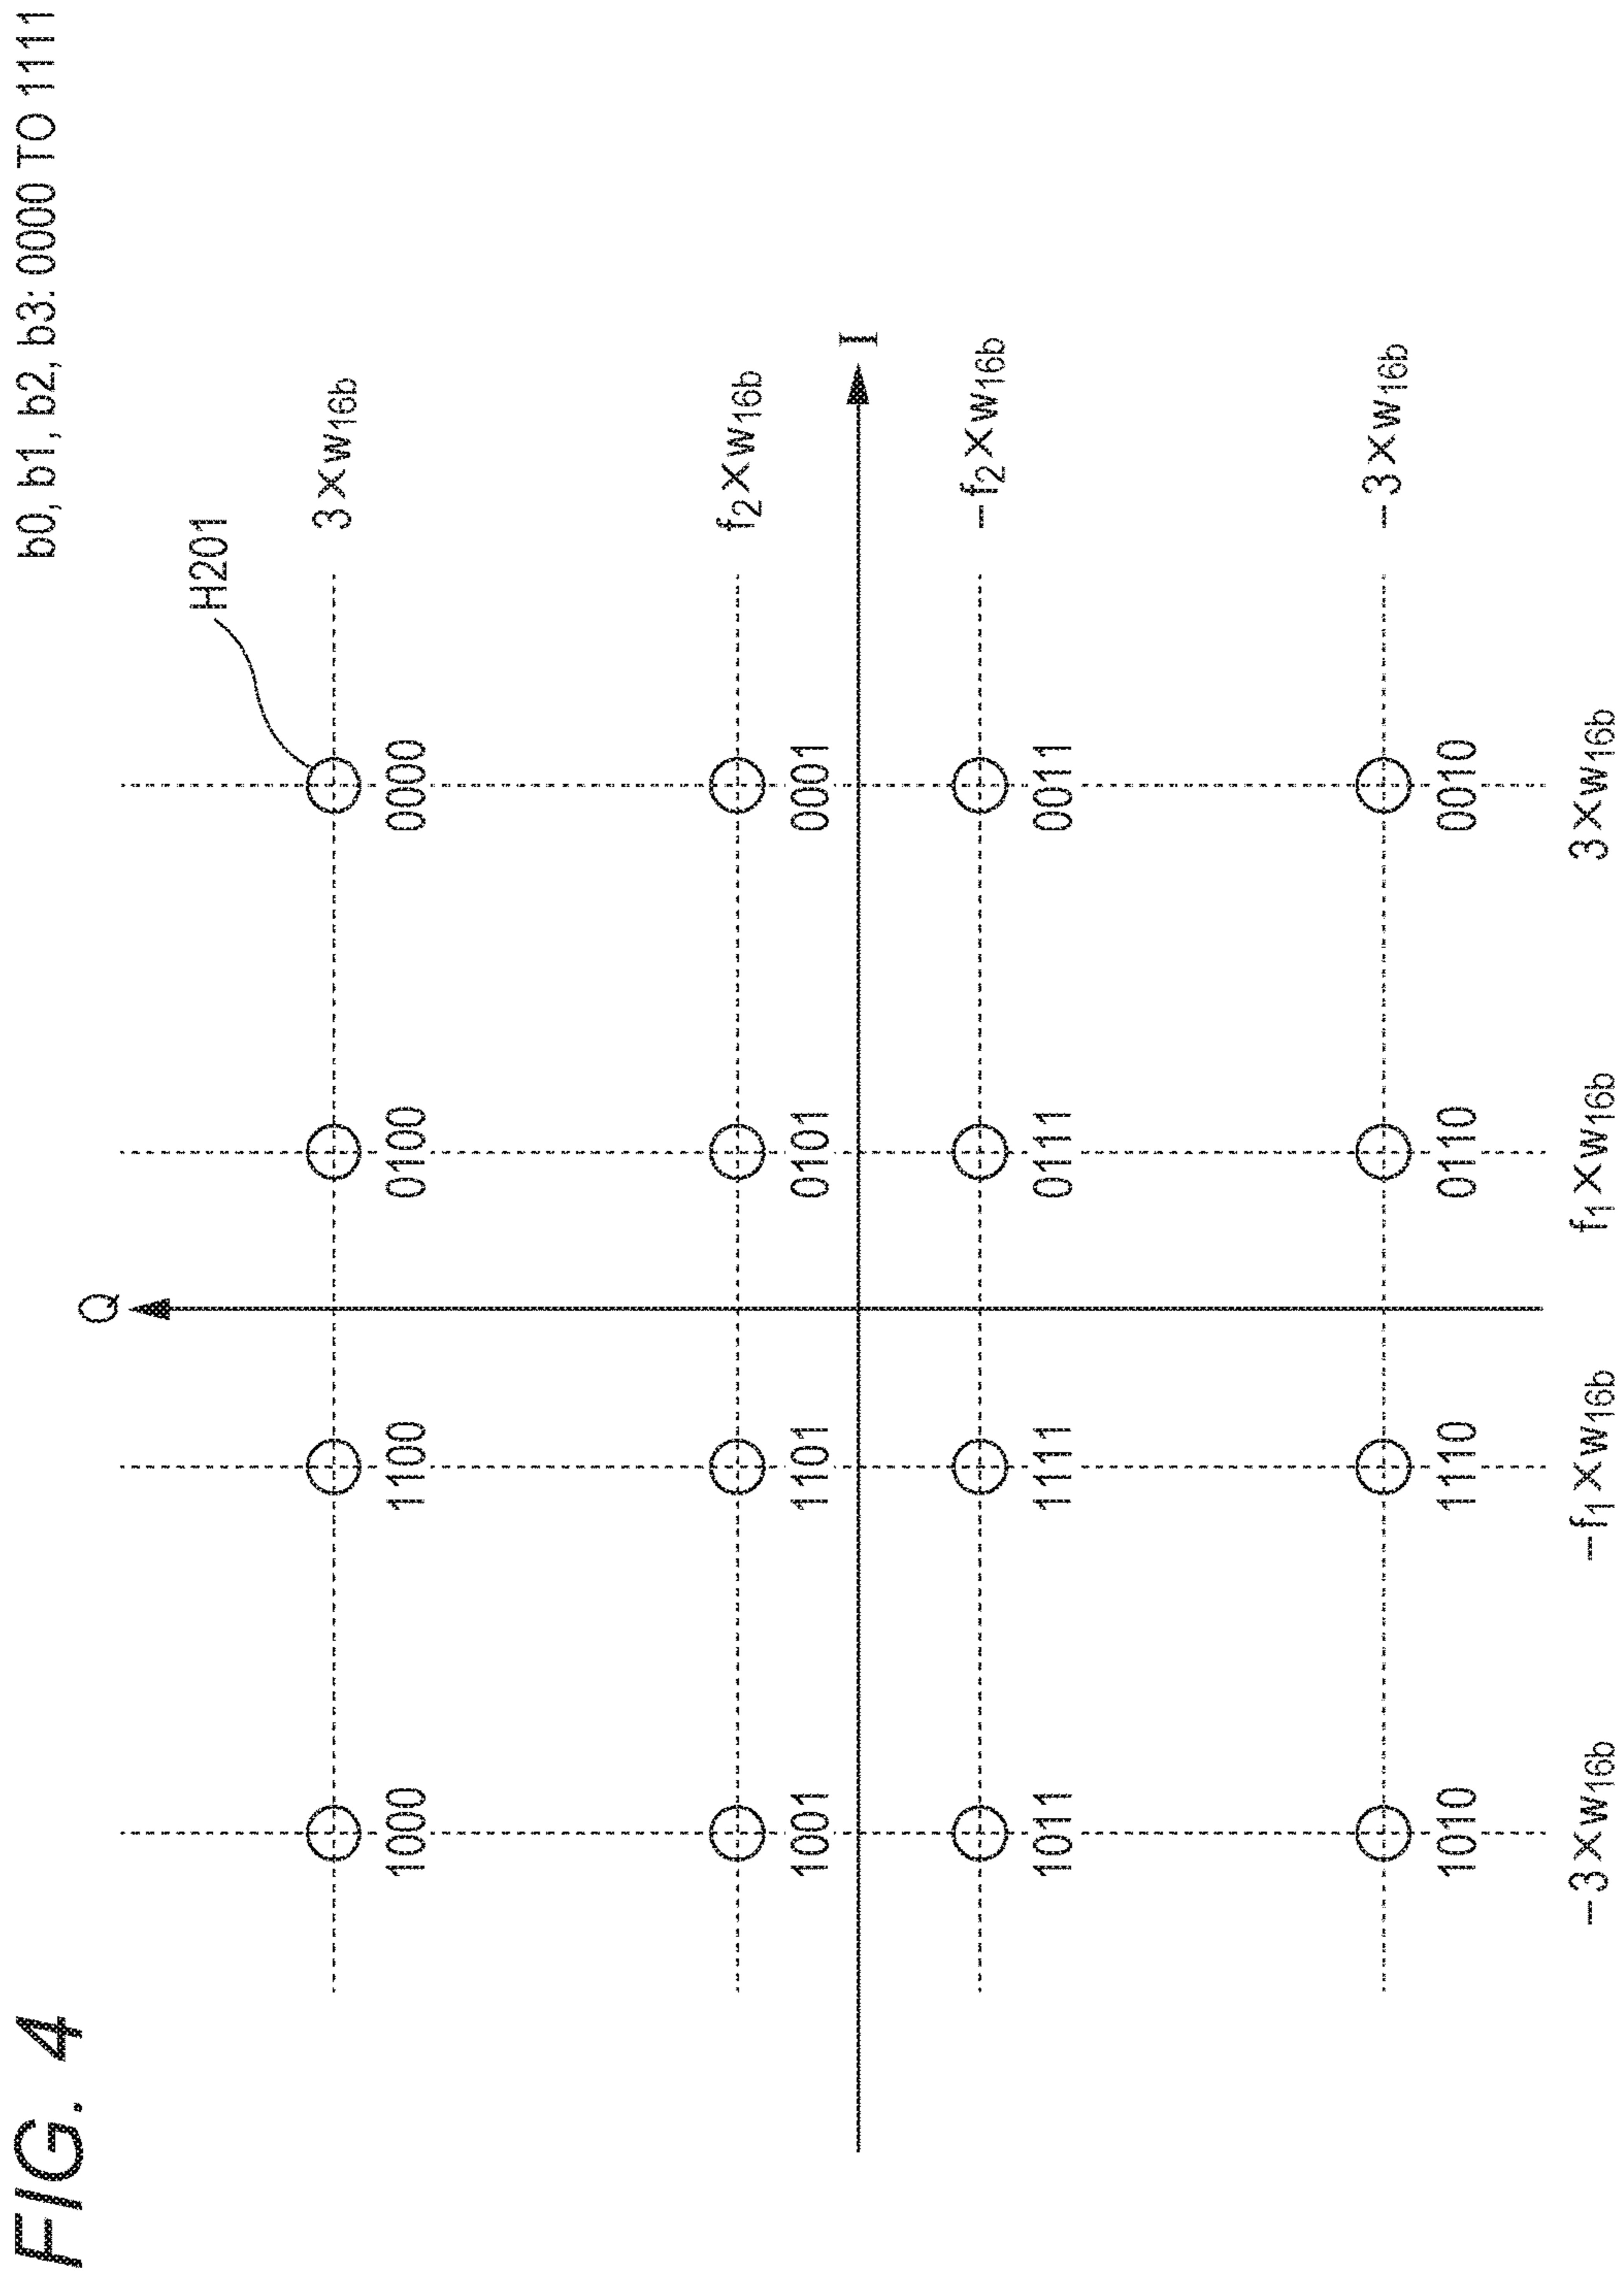 FIG. 4
b0, b1, b2, b3: 0000 TO 1111
Q
H201
3×w16b
1000 1100 0100 0000
f2×w16b
1001 1101 0101 0001
I
−f2×w16b
1011 1111 0111 0011
−3×w16b
1010 1110 0110 0010
−3×w16b −f1×w16b f1×w16b 3×w16b